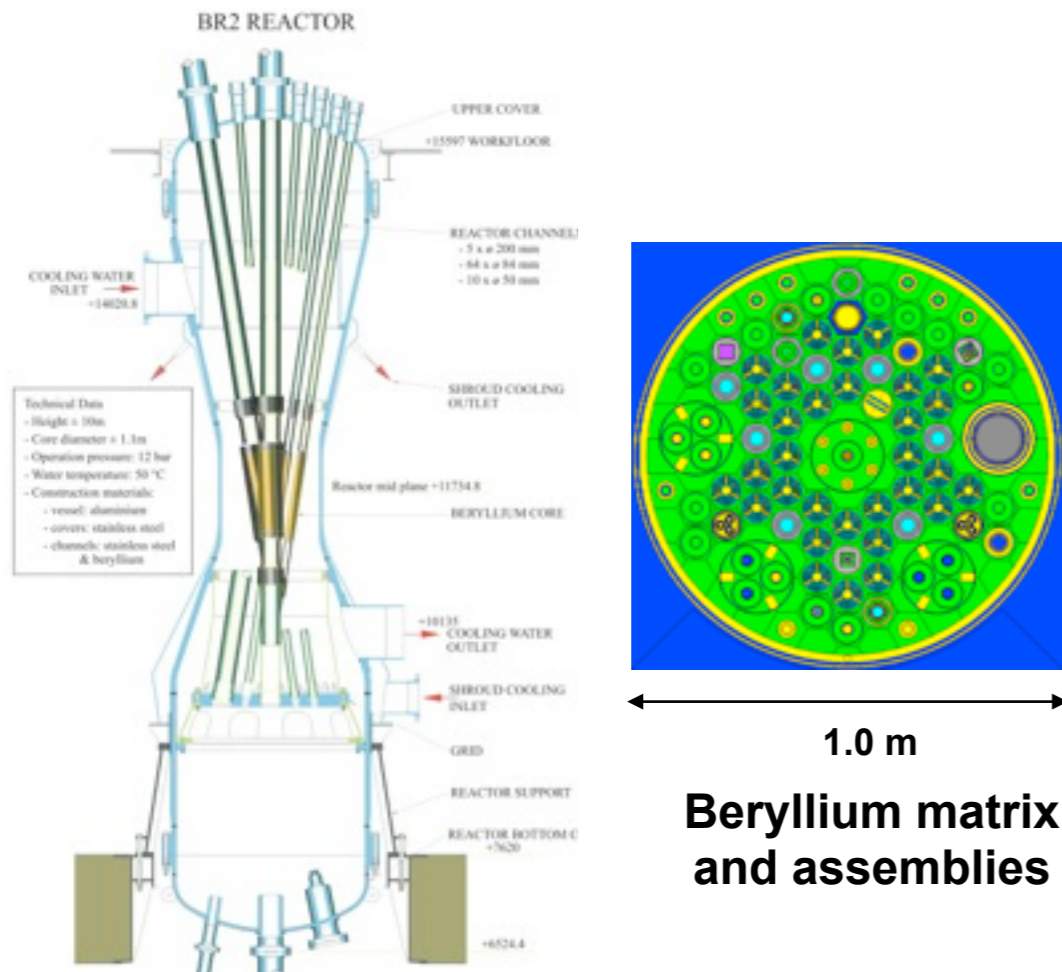 BR2 REACTOR
UPPER COVER
+15597 WORKFLOOR
REACTOR CHANNELS
- 5 x ø 200 mm
- 64 x ø 84 mm
- 10 x ø 50 mm
COOLING WATER
INLET
+14020.8
SHROUD COOLING
OUTLET
Technical Data
- Height ± 10m
- Core diameter ± 1.1m
- Operation pressure: 12 bar
- Water temperature: 50 °C
- Construction materials:
- vessel: aluminium
- covers: stainless steel
- channels: stainless steel
& beryllium
Reactor mid plane +11734.8
BERYLLIUM CORE
+10135
COOLING WATER
OUTLET
SHROUD COOLING
INLET
GRID
REACTOR SUPPORT
REACTOR BOTTOM C
+7620
+6524.4
1.0 m
Beryllium matrix
and assemblies